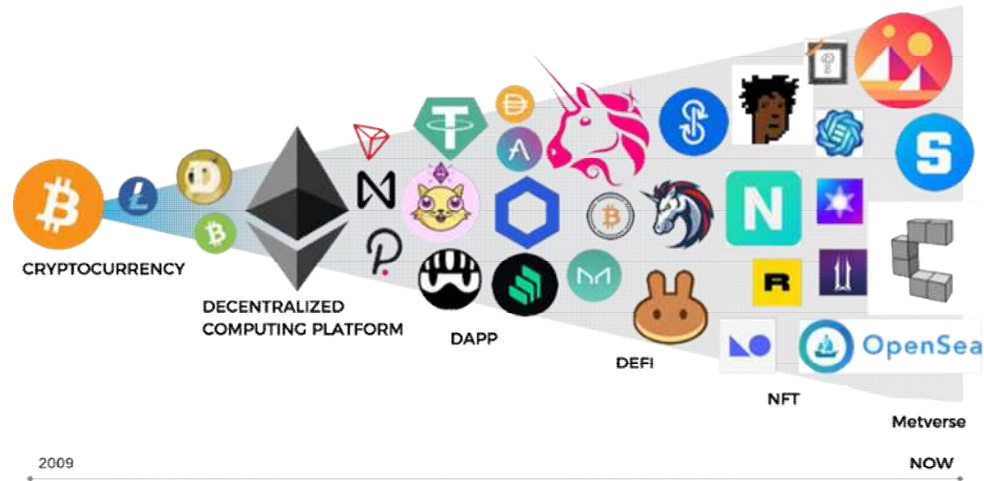 CRYPTOCURRENCY
DECENTRALIZED
COMPUTING PLATFORM
DAPP
DEFI
NFT
OpenSea
Metverse
2009
NOW